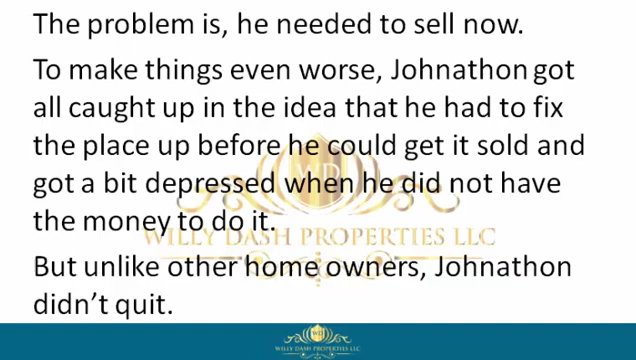 The problem is, he needed to sell now.
To make things even worse, Johnathon got
all caught up in the idea that he had to fix
the place up before he could get it sold and
got a bit depressed when he did not have
the money to do it.
WILLY DASH PROPERTIES LLC
But unlike other home owners, Johnathon
didn't quit.
WILLY DASH PROPERTIES LLC